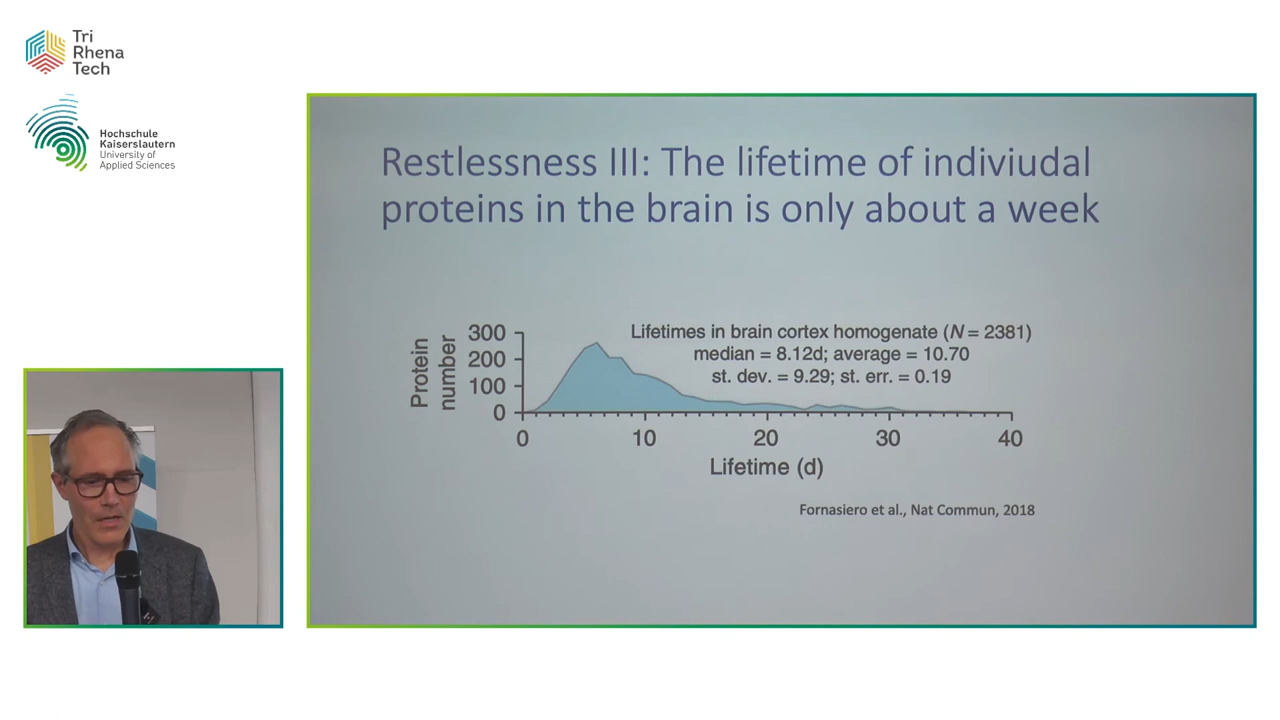 Tri
Rhena
Tech
Hochschule
Kaiserslautern
University of
Applied Sciences
Restlessness III: The lifetime of indiviudal
proteins in the brain is only about a week
Protein
number
300
200
100
0
Lifetimes in brain cortex homogenate (N = 2381)
median = 8.12d; average = 10.70
st. dev. = 9.29; st. err. = 0.19
0 10 20 30 40
Lifetime (d)
Fornasiero et al., Nat Commun, 2018